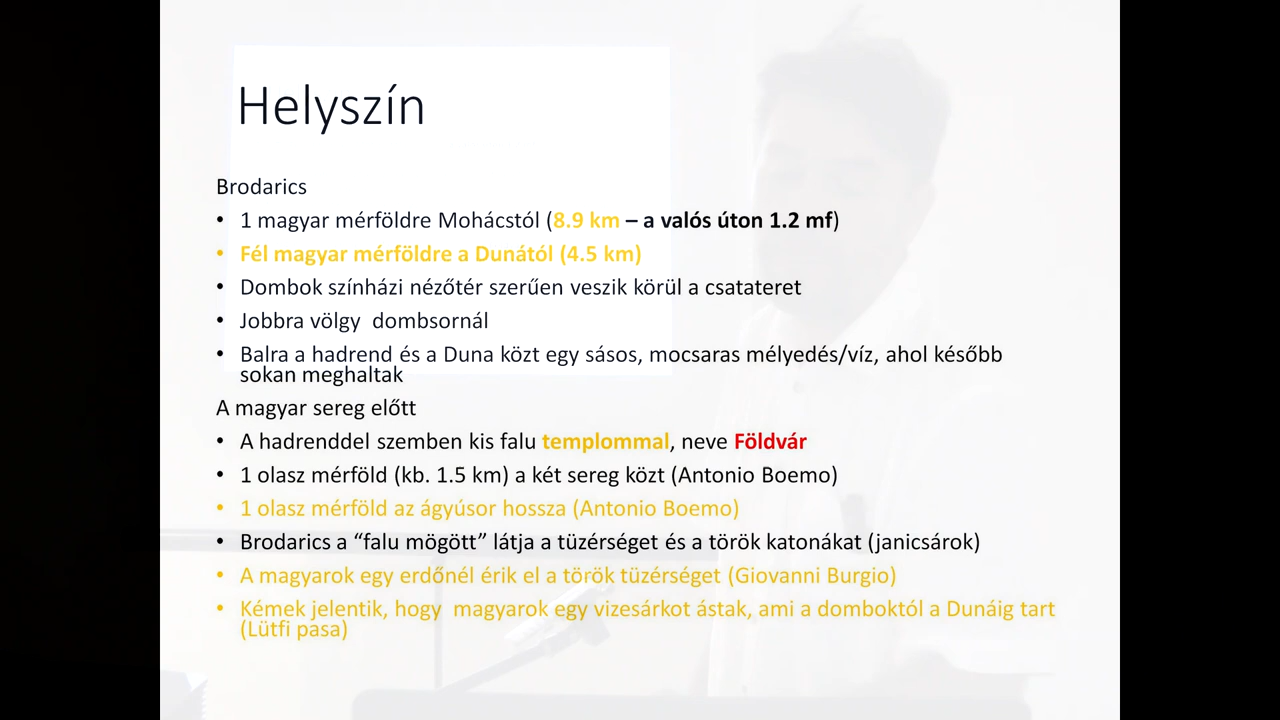 Helyszín
Brodarics
• 1 magyar mérföldre Mohácstól (8.9 km – a valós úton 1.2 mf)
• Fél magyar mérföldre a Dunától (4.5 km)
• Dombok színházi nézőtér szerűen veszik körül a csatateret
• Jobbra völgy dombsornál
• Balra a hadrend és a Duna közt egy sásos, mocsaras mélyedés/víz, ahol később
sokan meghaltak
A magyar sereg előtt
• A hadrenddel szemben kis falu templommal, neve Földvár
• 1 olasz mérföld (kb. 1.5 km) a két sereg közt (Antonio Boemo)
• 1 olasz mérföld az ágyúsor hossza (Antonio Boemo)
• Brodarics a “falu mögött” látja a tüzérséget és a török katonákat (janicsárok)
• A magyarok egy erdőnél érik el a török tüzérséget (Giovanni Burgio)
• Kémek jelentik, hogy magyarok egy vizesárkot ástak, ami a domboktól a Dunáig tart
(Lütfi pasa)